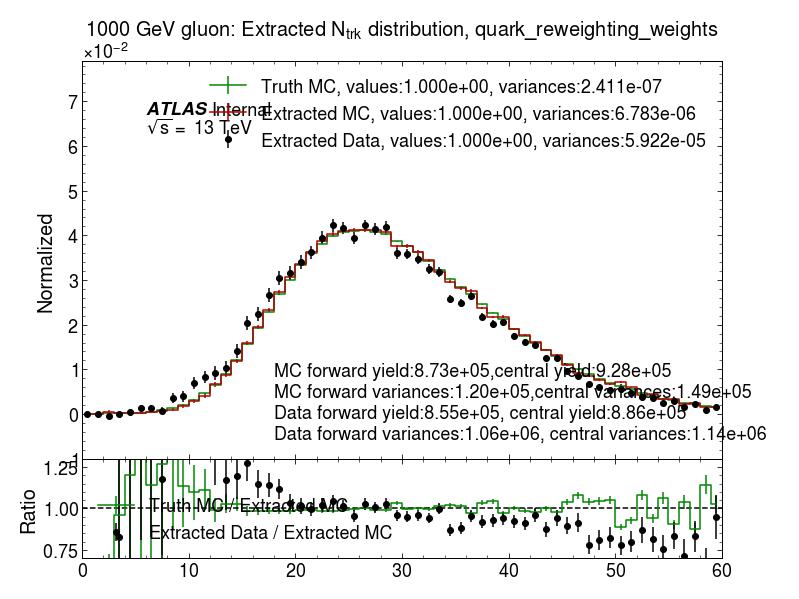 1000 GeV gluon: Extracted N_trk distribution, quark_reweighting_weights
×10⁻²
Truth MC, values:1.000e+00, variances:2.411e-07
ATLAS Internal
Extracted MC, values:1.000e+00, variances:6.783e-06
√s = 13 TeV
Extracted Data, values:1.000e+00, variances:5.922e-05
Normalized
7
6
5
4
3
2
1
0
MC forward yield:8.73e+05,central yield:9.28e+05
MC forward variances:1.20e+05,central variances:1.49e+05
Data forward yield:8.55e+05, central yield:8.86e+05
Data forward variances:1.06e+06, central variances:1.14e+06
Ratio
1.25
1.00
0.75
Truth MC / Extracted MC
Extracted Data / Extracted MC
0 10 20 30 40 50 60